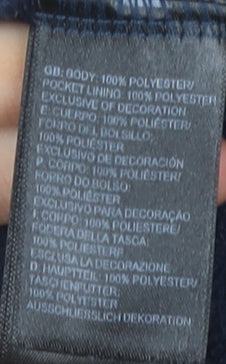 GB: BODY: 100% POLYESTER/
POCKET LINING: 100% POLYESTER
EXCLUSIVE OF DECORATION
E: CUERPO: 100% POLIÉSTER/
FORRO DEL BOLSILLO:
100% POLIÉSTER
EXCLUSIVO DE DECORACIÓN
P. CORPO: 100% POLIÉSTER/
FORRO DO BOLSO:
100% POLIÉSTER
EXCLUSIVO PARA DECORAÇÃO
I: CORPO: 100% POLIESTERE/
FODERA DELLA TASCA:
100% POLIESTERE
ESCLUSA LA DECORAZIONE
D. HAUPTTEIL: 100% POLYESTER/
TASCHENFUTTER:
100% POLYESTER
AUSSCHLIESSLICH DEKORATION